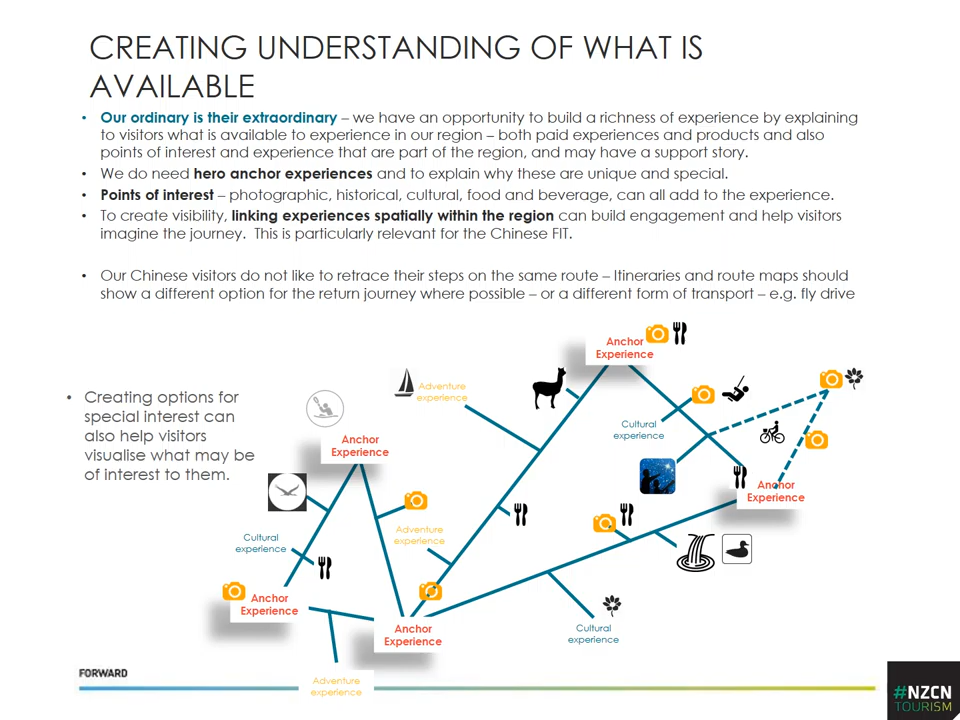 CREATING UNDERSTANDING OF WHAT IS
AVAILABLE
• Our ordinary is their extraordinary – we have an opportunity to build a richness of experience by explaining
to visitors what is available to experience in our region – both paid experiences and products and also
points of interest and experience that are part of the region, and may have a support story.
• We do need hero anchor experiences and to explain why these are unique and special.
• Points of interest – photographic, historical, cultural, food and beverage, can all add to the experience.
• To create visibility, linking experiences spatially within the region can build engagement and help visitors
imagine the journey. This is particularly relevant for the Chinese FIT.
• Our Chinese visitors do not like to retrace their steps on the same route – Itineraries and route maps should
show a different option for the return journey where possible – or a different form of transport – e.g. fly drive
• Creating options for
special interest can
also help visitors
visualise what may be
of interest to them.
Anchor
Experience
Adventure
experience
Cultural
experience
Anchor
Experience
Anchor
Experience
Adventure
experience
Cultural
experience
Anchor
Experience
Anchor
Experience
Cultural
experience
Adventure
experience
FORWARD
#NZCN
TOURISM